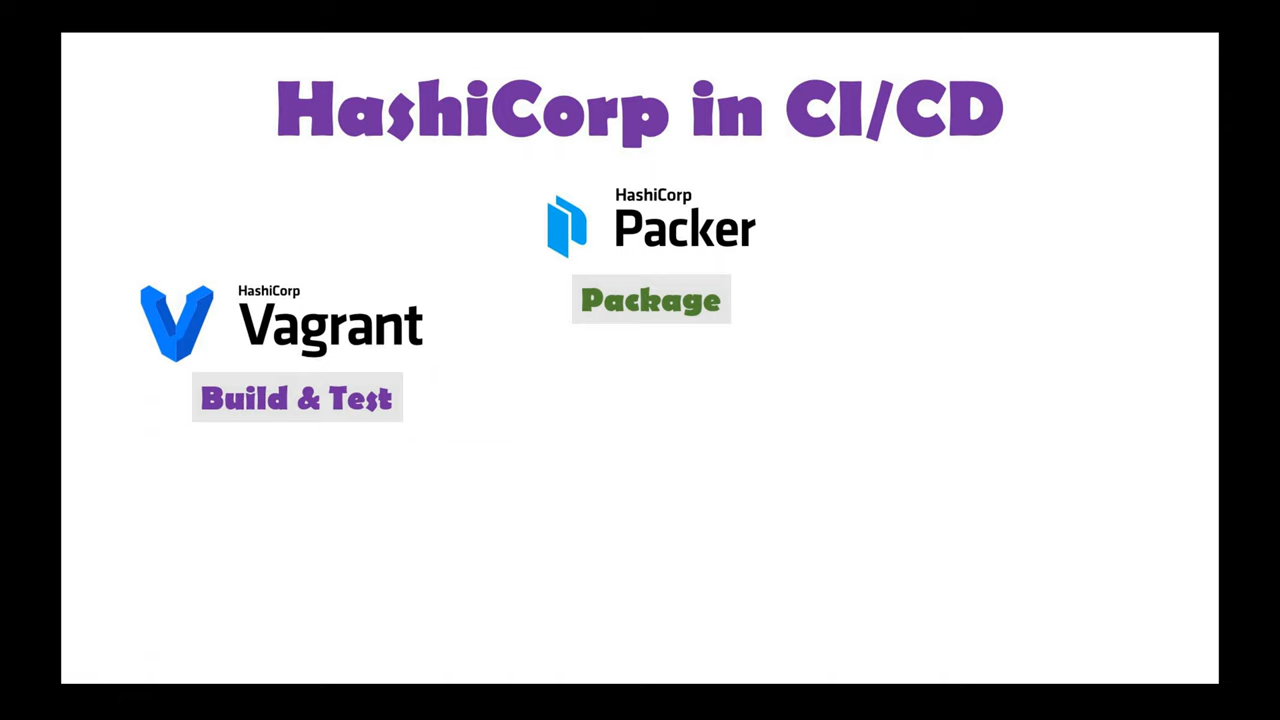 HashiCorp in CI/CD
HashiCorp
Packer
Package
HashiCorp
Vagrant
Build & Test